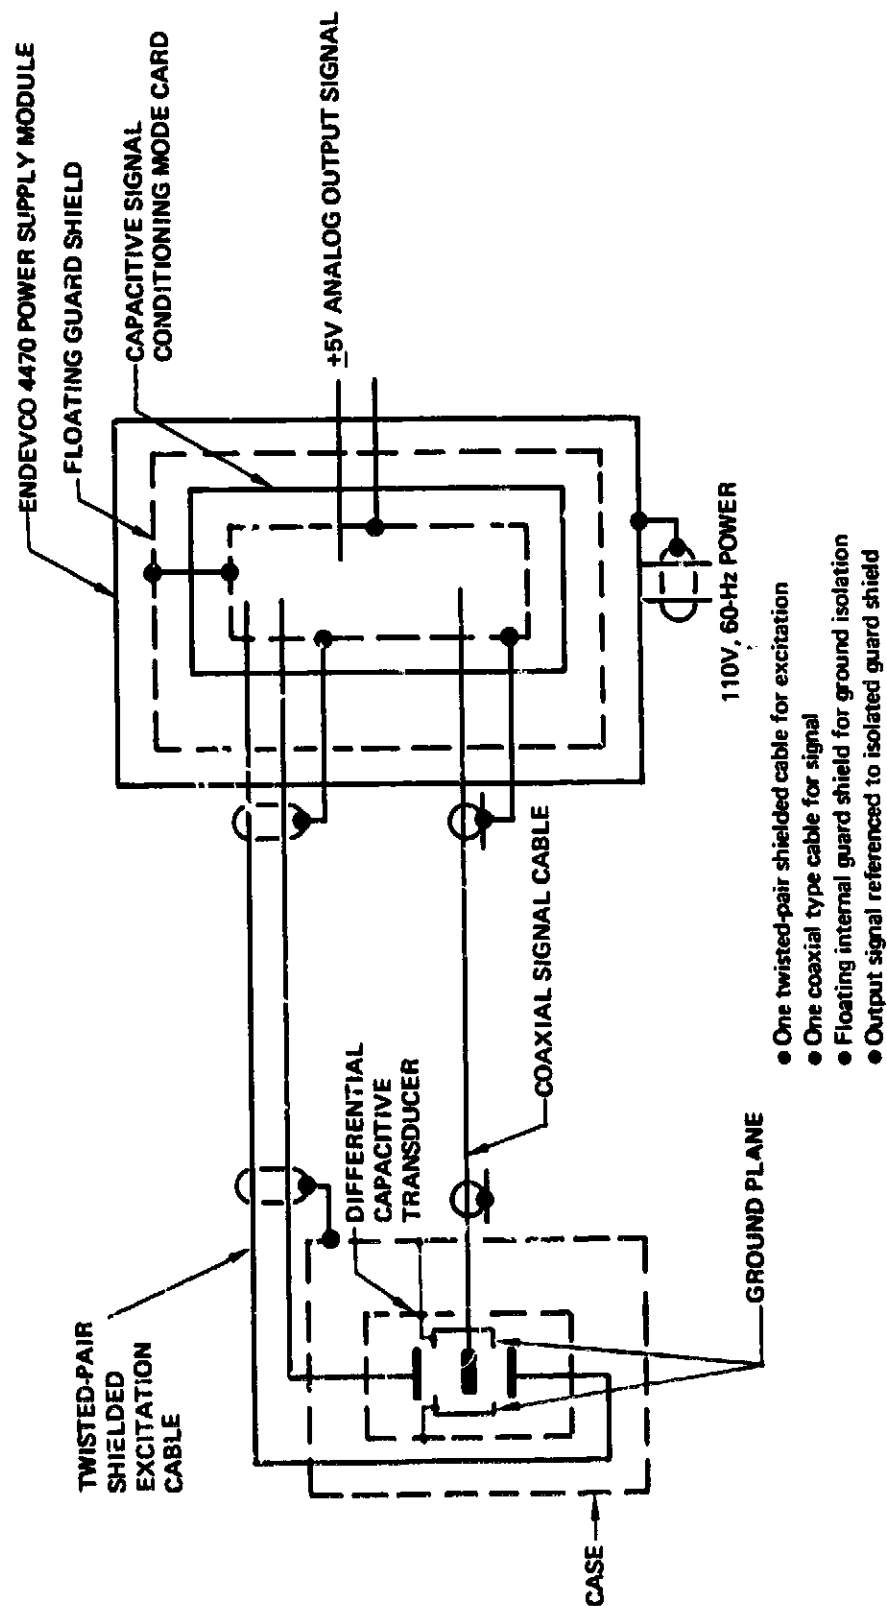 ENDEVCO 4470 POWER SUPPLY MODULE
FLOATING GUARD SHIELD
CAPACITIVE SIGNAL
CONDITIONING MODE CARD
+5V ANALOG OUTPUT SIGNAL
110V, 60-Hz POWER
TWISTED-PAIR
SHIELDED
EXCITATION
CABLE
DIFFERENTIAL
CAPACITIVE
TRANSDUCER
COAXIAL SIGNAL CABLE
GROUND PLANE
CASE
● One twisted-pair shielded cable for excitation
● One coaxial type cable for signal
● Floating internal guard shield for ground isolation
● Output signal referenced to isolated guard shield